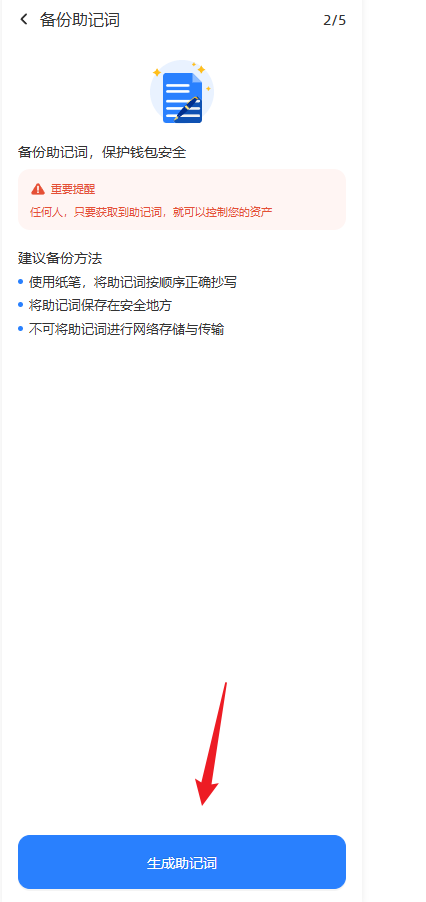 备份助记词
2/5
备份助记词，保护钱包安全
重要提醒
任何人，只要获取到助记词，就可以控制您的资产
建议备份方法
使用纸笔，将助记词按顺序正确抄写
将助记词保存在安全地方
不可将助记词进行网络存储与传输
生成助记词